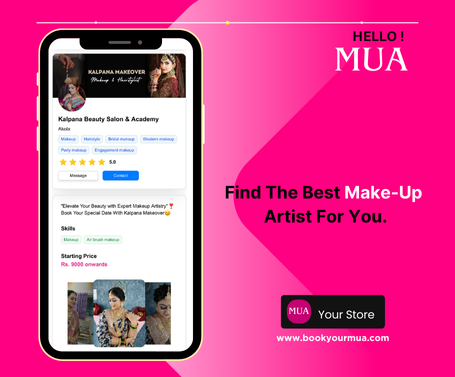 HELLO !
MUA
KALPANA MAKEOVER
Makeup & Hairstylist
Kalpana Beauty Salon & Academy
Makeup Hairstyle Bridal makeup Western makeup
Party makeup Engagement makeup
5.0
Message Contact
"Elevate Your Beauty with Expert Makeup Artistry"❣️
Book Your Special Date With Kalpana Makeover😊
Skills
Makeup Air brush makeup
Starting Price
Rs. 9000 onwards
Find The Best Make-Up
Artist For You.
MUA Your Store
www.bookyourmua.com